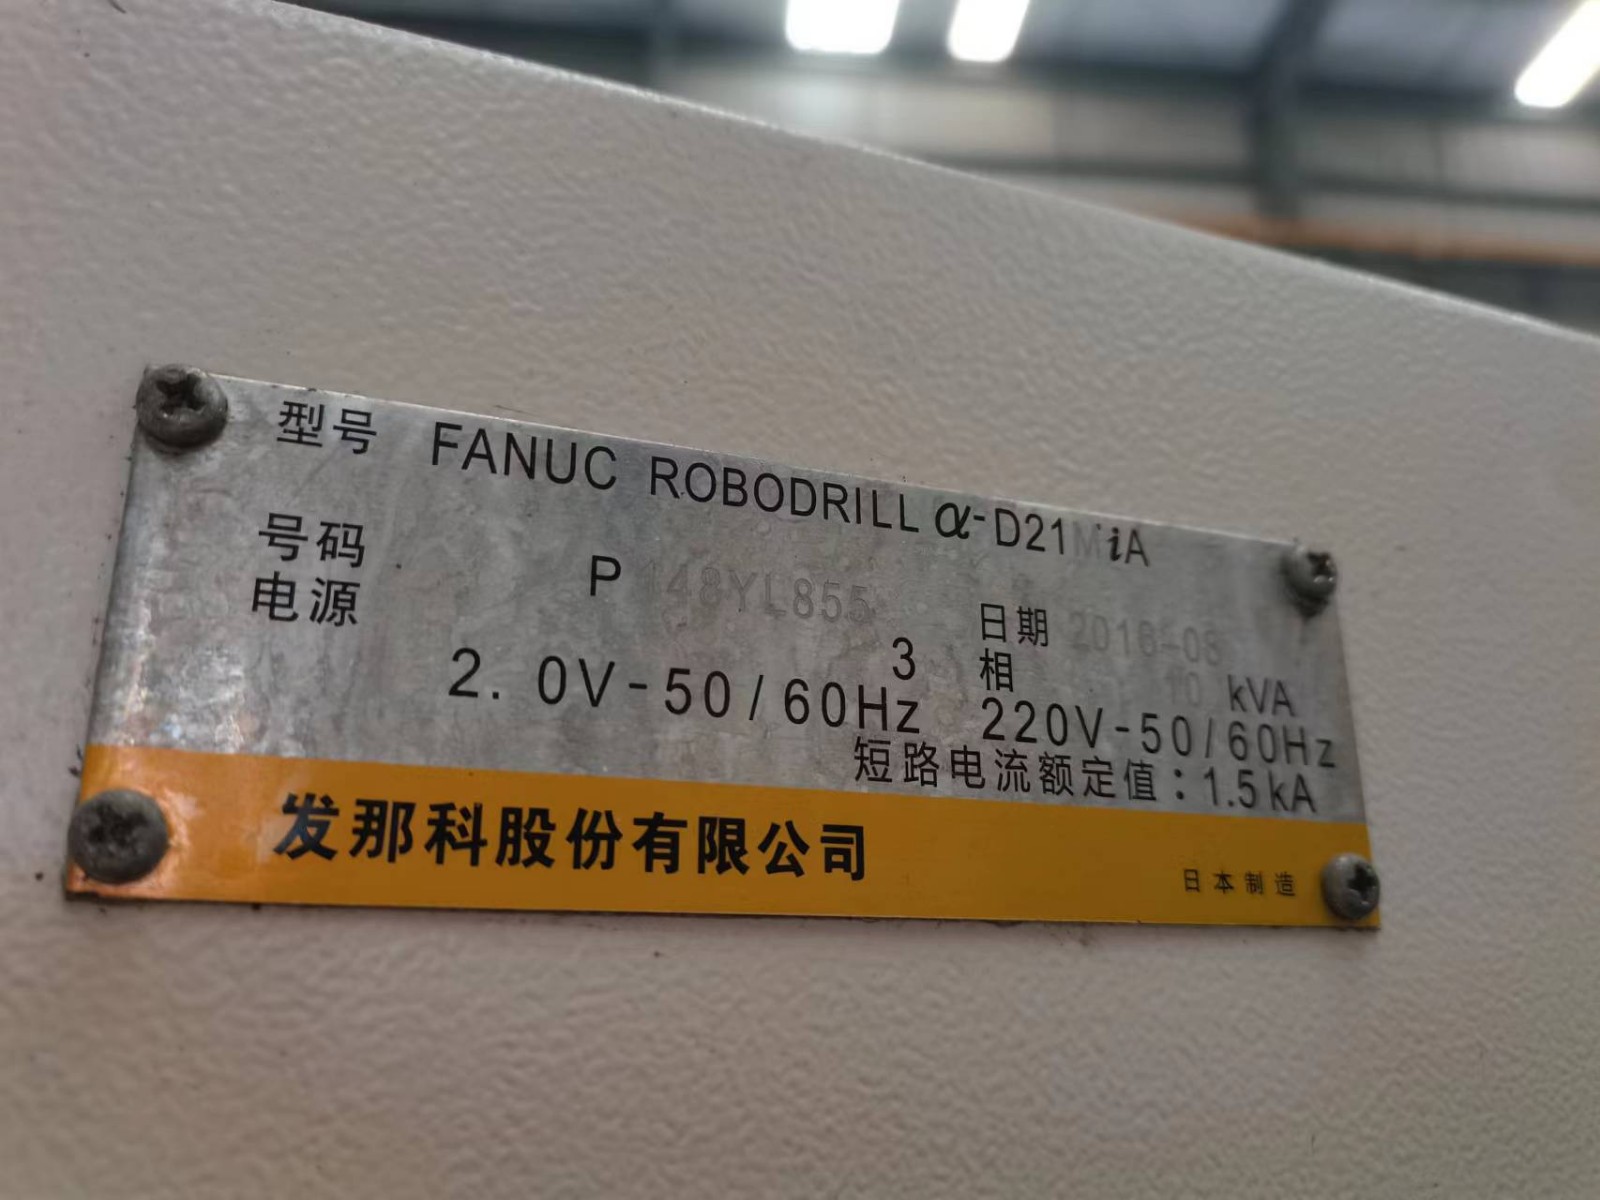 型号 FANUC ROBODRILL α-D21MiA
号码 P 148YL855 日期
电源 3 相 10 kVA
2. 0V-50/60Hz 220V-50/60Hz
短路电流额定值：1.5kA
发那科股份有限公司
日本制造